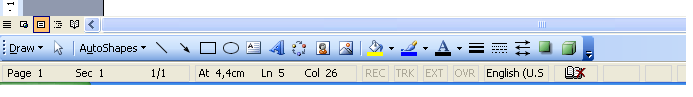 Draw AutoShapes
Page 1 Sec 1 1/1 At 4,4cm Ln 5 Col 26 REC TRK EXT OVR English (U.S